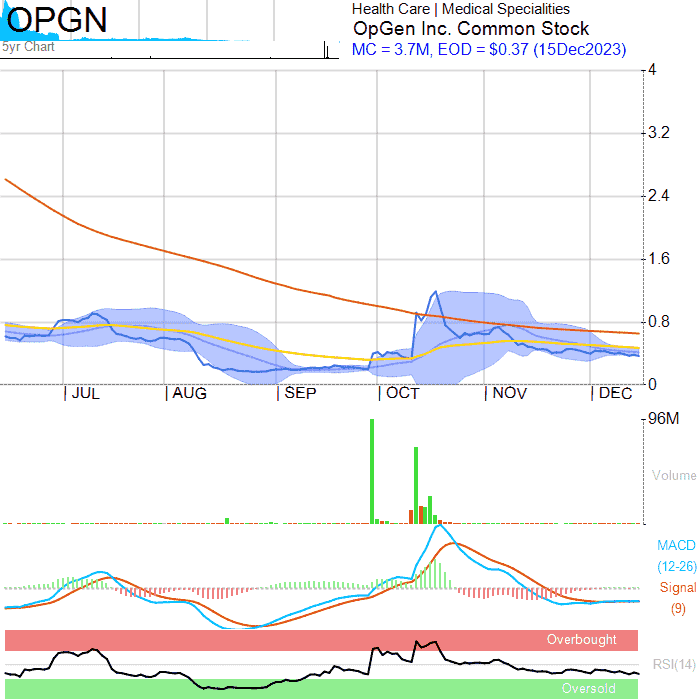 OPGN
5yr Chart
Health Care | Medical Specialities
OpGen Inc. Common Stock
MC = 3.7M, EOD = $0.37 (15Dec2023)
4
3.2
2.4
1.6
0.8
0
JUL AUG SEP OCT NOV DEC
96M
Volume
MACD
(12-26)
Signal
(9)
Overbought
RSI(14)
Oversold